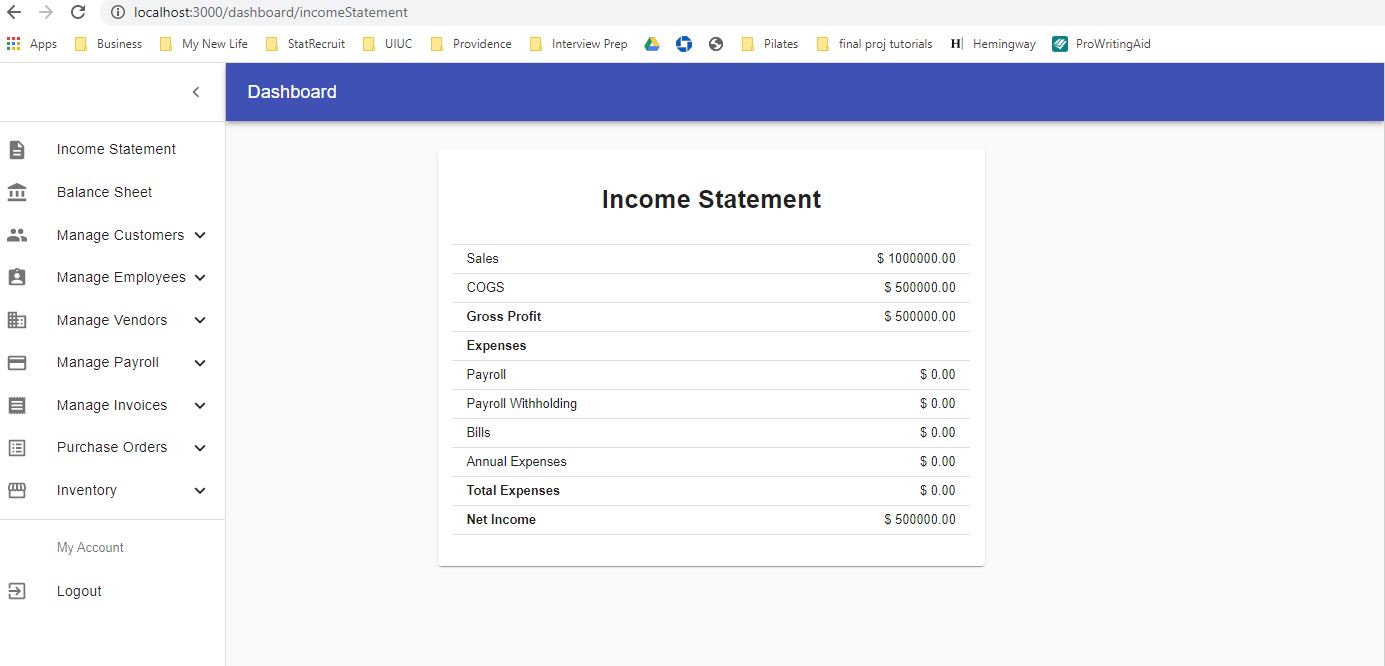 localhost:3000/dashboard/incomeStatement
Apps Business My New Life StatRecruit UIUC Providence Interview Prep Pilates final proj tutorials H Hemingway ProWritingAid
Dashboard
Income Statement
Balance Sheet
Manage Customers
Manage Employees
Manage Vendors
Manage Payroll
Manage Invoices
Purchase Orders
Inventory
My Account
Logout
Income Statement
Sales $ 1000000.00
COGS $ 500000.00
Gross Profit $ 500000.00
Expenses
Payroll $ 0.00
Payroll Withholding $ 0.00
Bills $ 0.00
Annual Expenses $ 0.00
Total Expenses $ 0.00
Net Income $ 500000.00